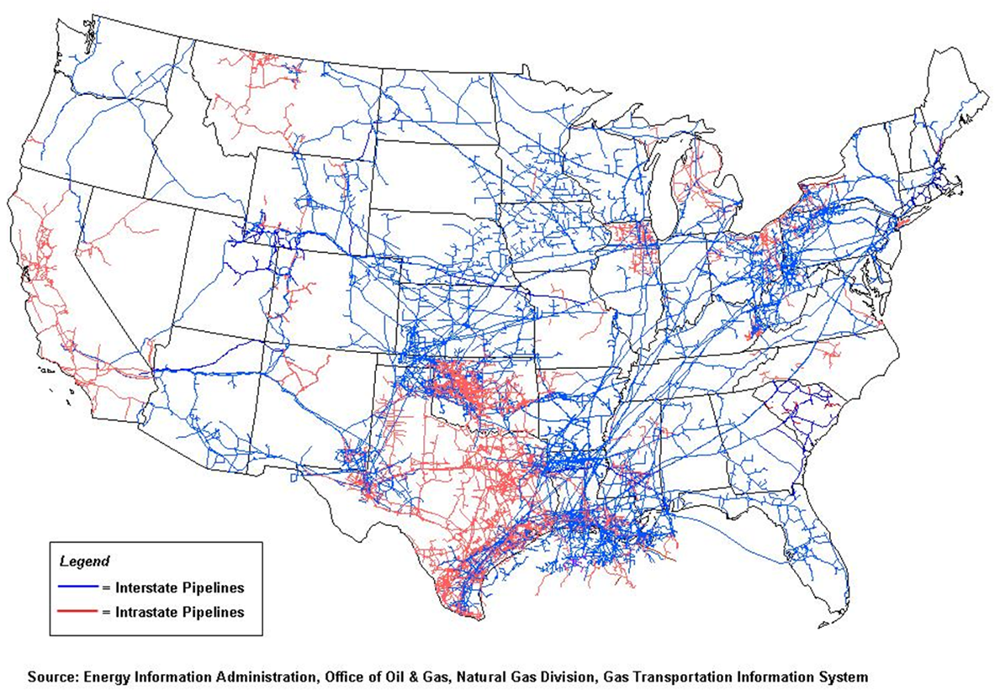 Legend
= Interstate Pipelines
= Intrastate Pipelines
Source: Energy Information Administration, Office of Oil & Gas, Natural Gas Division, Gas Transportation Information System